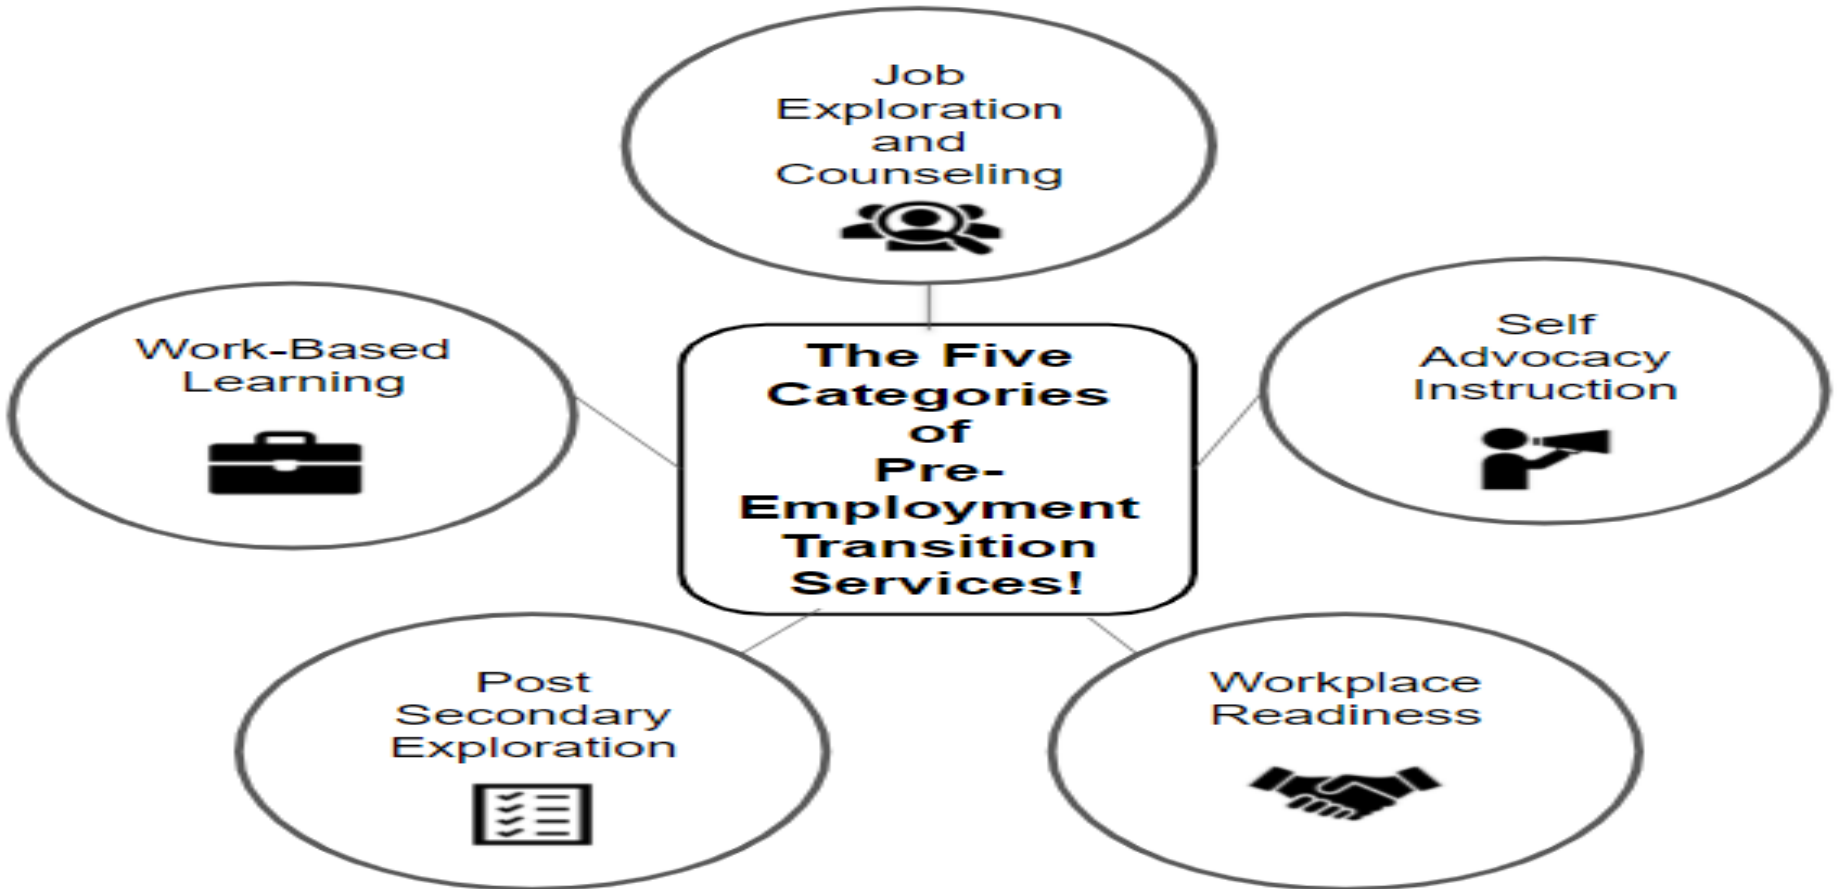 Job
Exploration
and
Counseling
Work-Based
Learning
The Five
Categories
of
Pre-
Employment
Transition
Services!
Self
Advocacy
Instruction
Post
Secondary
Exploration
Workplace
Readiness